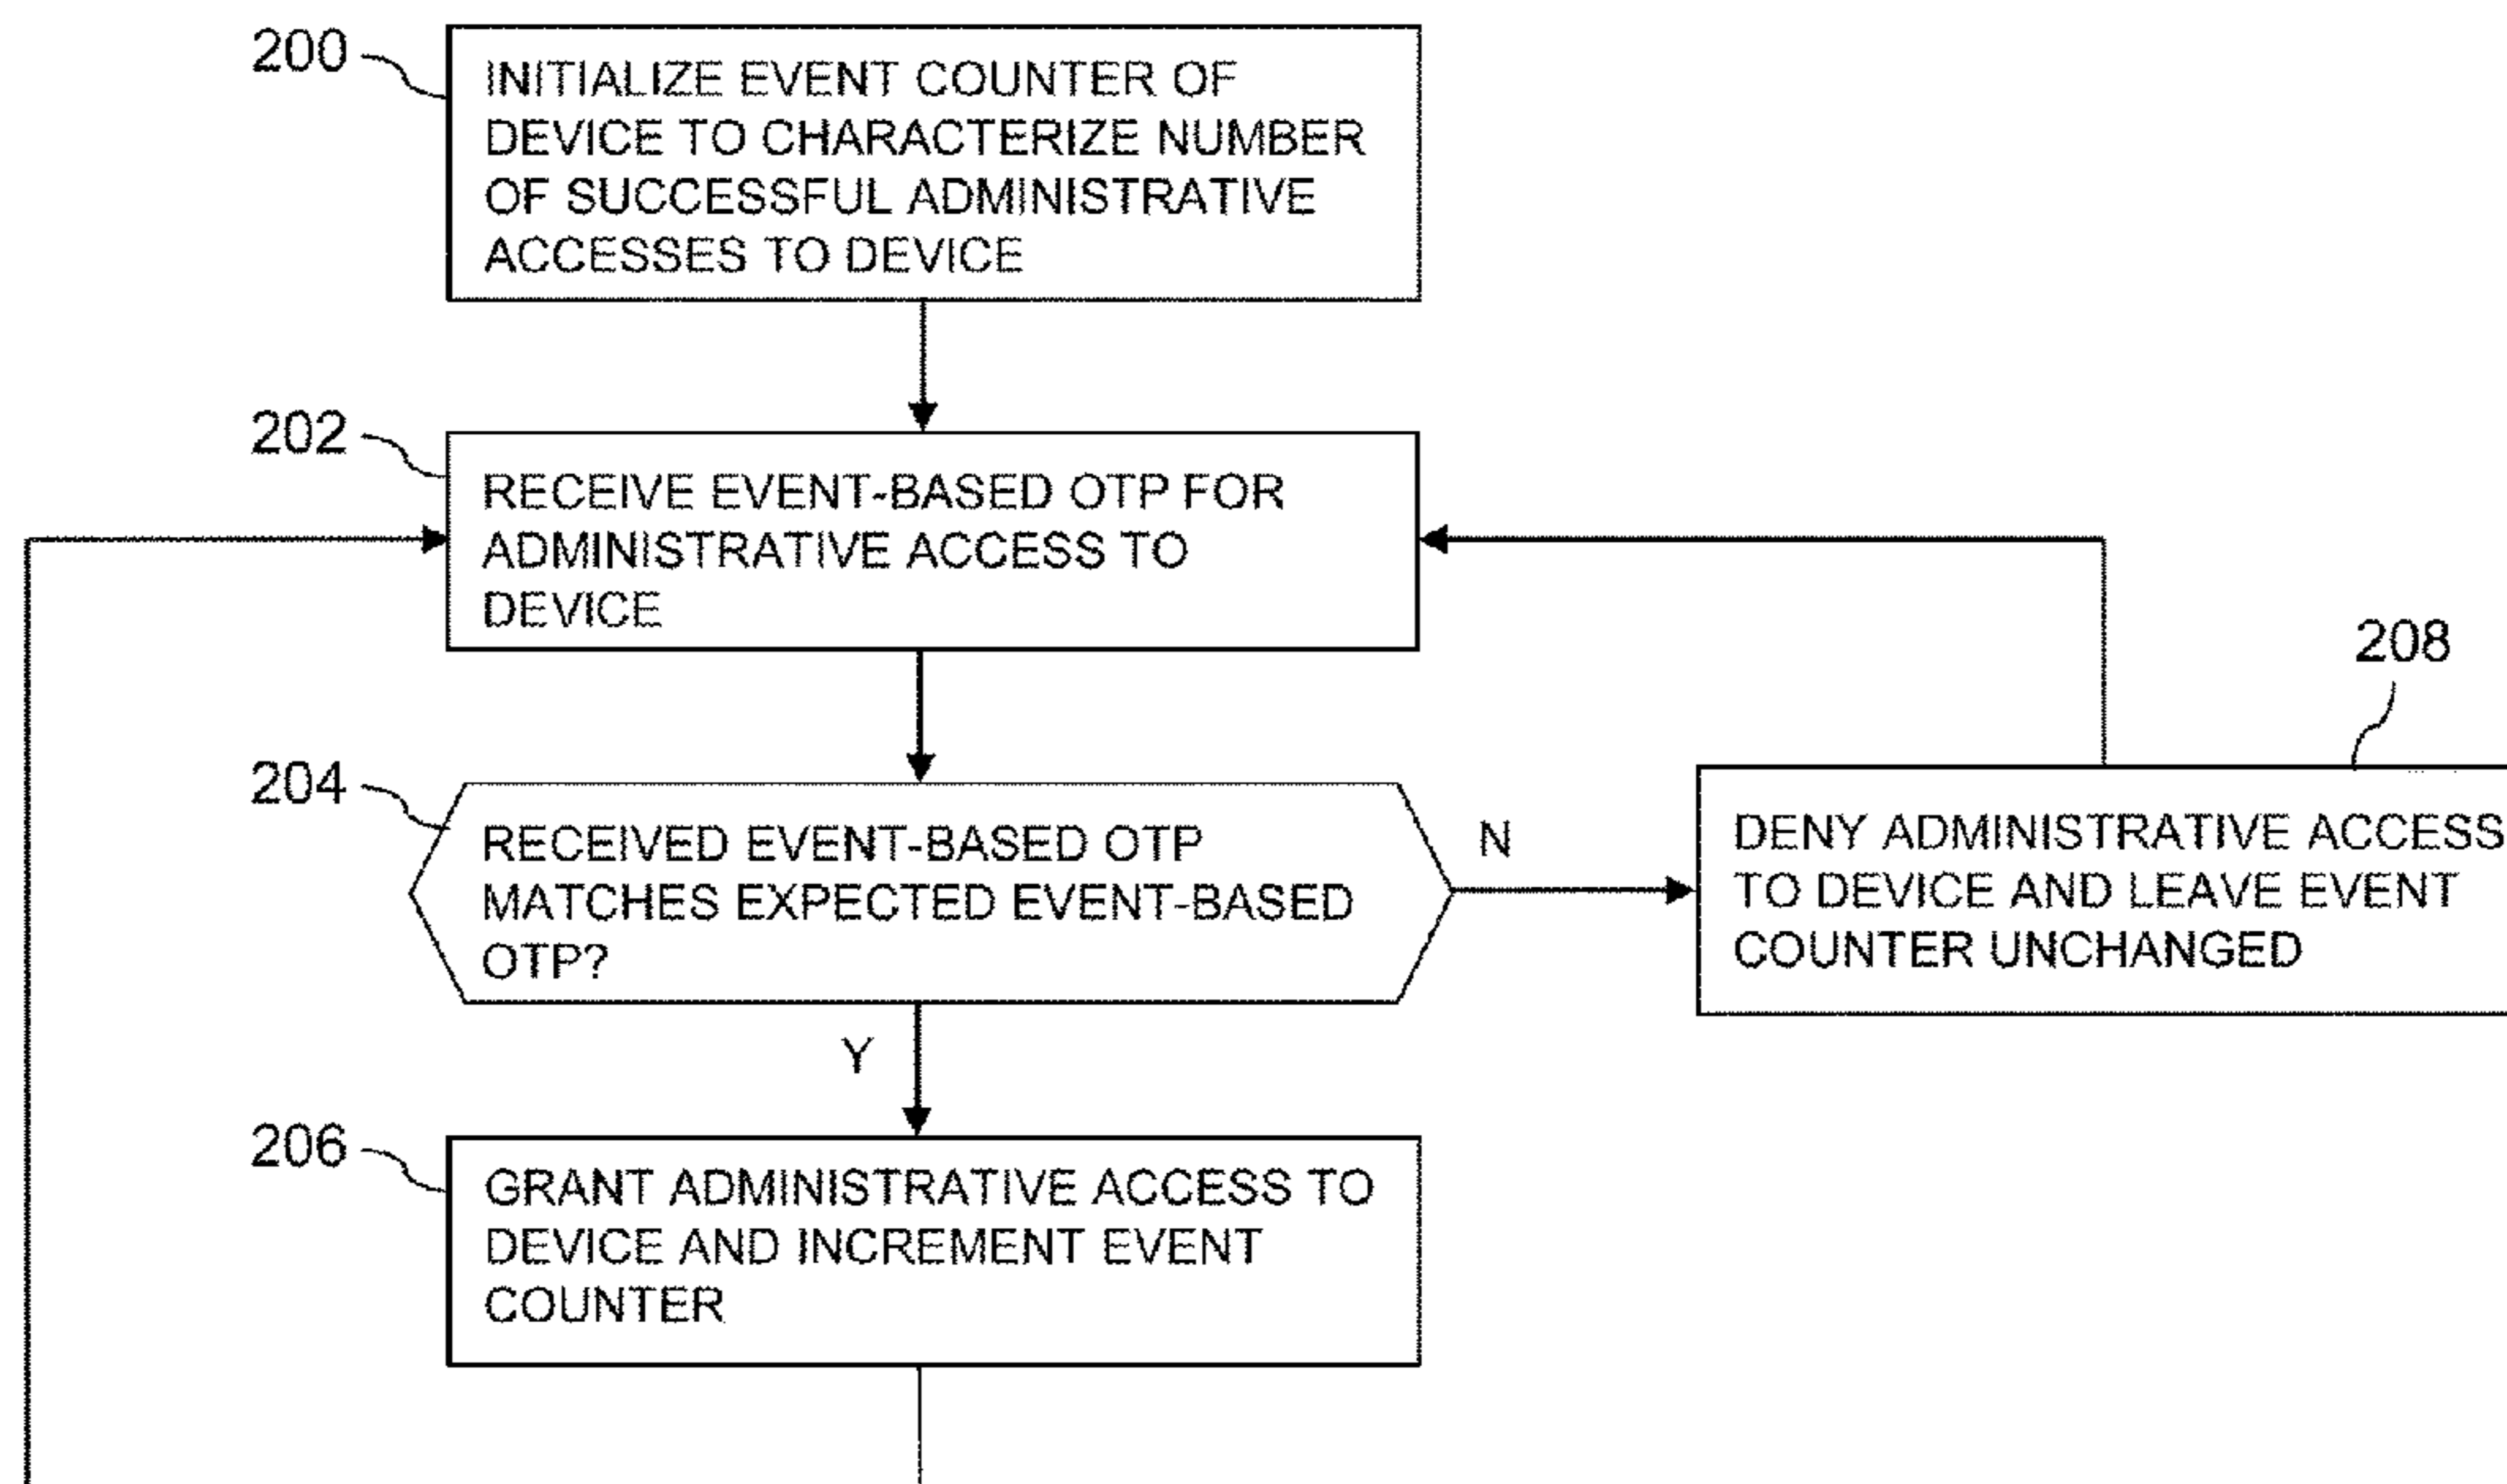 200
INITIALIZE EVENT COUNTER OF
DEVICE TO CHARACTERIZE NUMBER
OF SUCCESSFUL ADMINISTRATIVE
ACCESSES TO DEVICE
202
RECEIVE EVENT-BASED OTP FOR
ADMINISTRATIVE ACCESS TO
DEVICE
204
RECEIVED EVENT-BASED OTP
MATCHES EXPECTED EVENT-BASED
OTP?
N
208
DENY ADMINISTRATIVE ACCESS
TO DEVICE AND LEAVE EVENT
COUNTER UNCHANGED
Y
206
GRANT ADMINISTRATIVE ACCESS TO
DEVICE AND INCREMENT EVENT
COUNTER